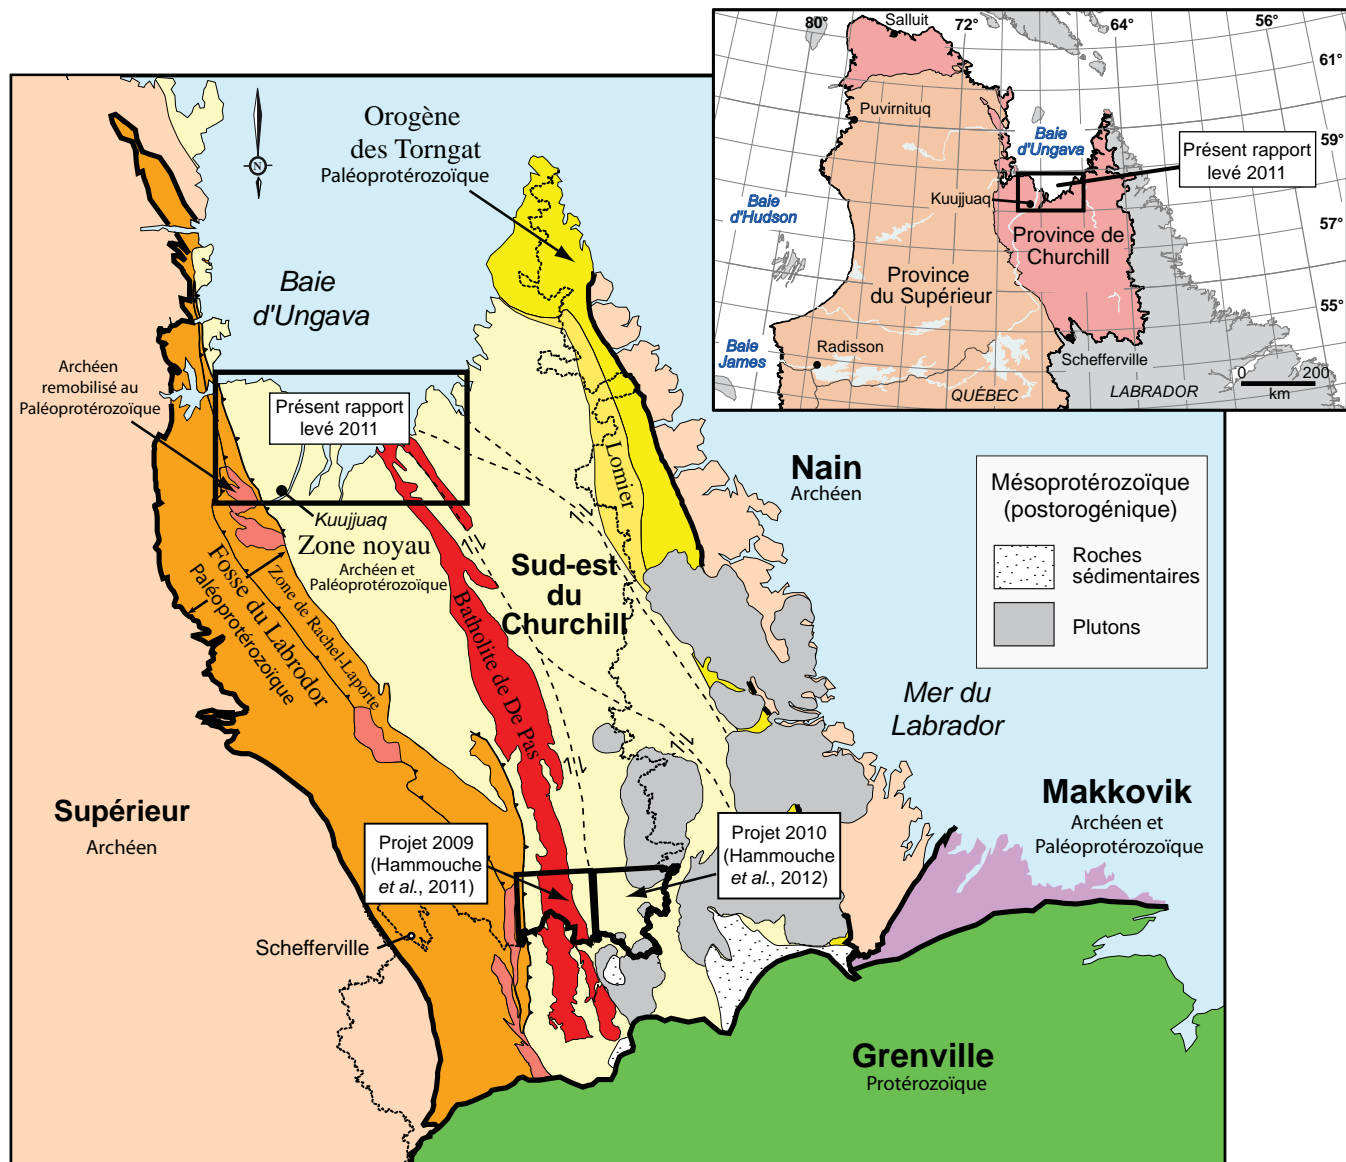 80°
Salluit
72°
64°
56°
61°
Puvirnituq
59°
Baie
d'Ungava
Présent rapport
levé 2011
Kuujjuaq
Baie
d'Hudson
57°
Province de
Churchill
Province
du Supérieur
55°
Baie
James
Radisson
Schefferville
QUÉBEC
LABRADOR
0 200
km
Orogène
des Torngat
Paléoprotérozoïque
N
Baie
d'Ungava
Archéen
remobilisé au
Paléoprotérozoïque
Présent rapport
levé 2011
Kuujjuaq
Zone noyau
Archéen et
Paléoprotérozoïque
Lomier
Nain
Archéen
Mésoprotérozoïque
(postorogénique)
Roches
sédimentaires
Plutons
Sud-est
du
Churchill
Fosse du Labrodor
Paléoprotérozoïque
Zone de Rachel-Laporte
Batholite de De Pas
Mer du
Labrador
Supérieur
Archéen
Makkovik
Archéen et
Paléoprotérozoïque
Projet 2009
(Hammouche
et al., 2011)
Projet 2010
(Hammouche
et al., 2012)
Schefferville
Grenville
Protérozoïque